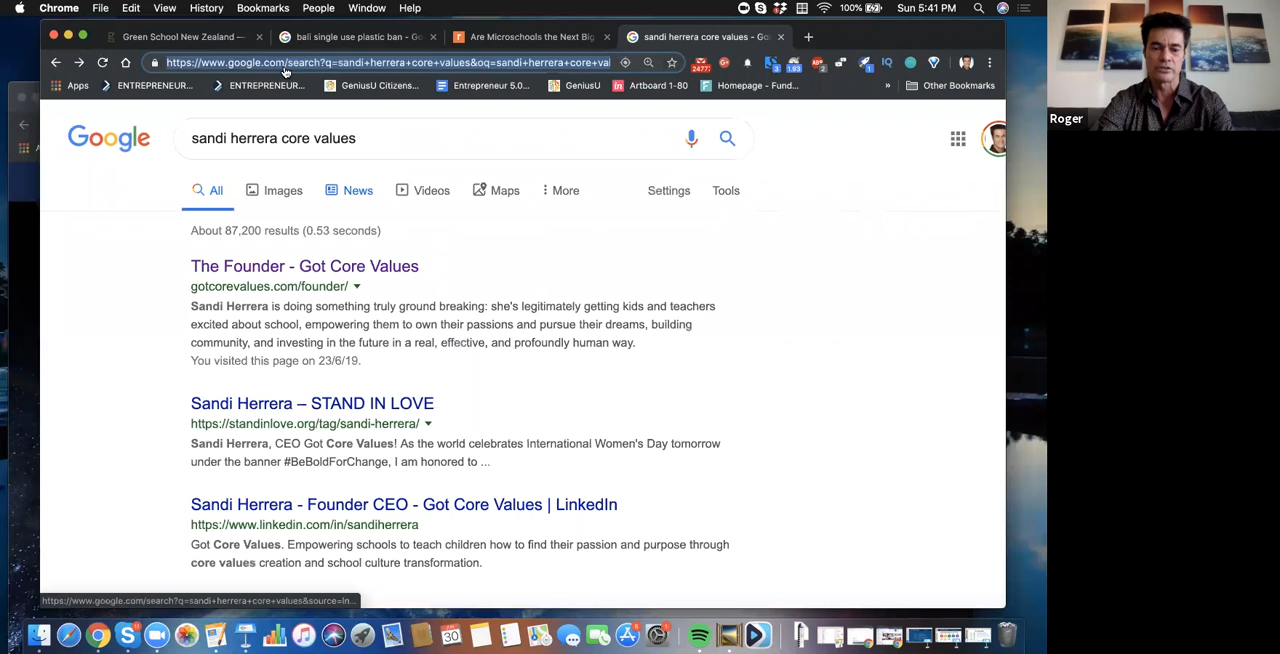 Chrome File Edit View History Bookmarks People Window Help 100% Sun 5:41 PM
Green School New Zealand — × bali single use plastic ban - Go × Are Microschools the Next Big × sandi herrera core values - Go × +
https://www.google.com/search?q=sandi+herrera+core+values&oq=sandi+herrera+core+val
Apps ENTREPRENEUR... ENTREPRENEUR... GeniusU Citizens... Entrepreneur 5.0... GeniusU Artboard 1-80 Homepage - Fund... » Other Bookmarks
Google sandi herrera core values
All Images News Videos Maps More Settings Tools
About 87,200 results (0.53 seconds)
The Founder - Got Core Values
gotcorevalues.com/founder/
Sandi Herrera is doing something truly ground breaking: she's legitimately getting kids and teachers
excited about school, empowering them to own their passions and pursue their dreams, building
community, and investing in the future in a real, effective, and profoundly human way.
You visited this page on 23/6/19.
Sandi Herrera – STAND IN LOVE
https://standinlove.org/tag/sandi-herrera/
Sandi Herrera, CEO Got Core Values! As the world celebrates International Women's Day tomorrow
under the banner #BeBoldForChange, I am honored to ...
Sandi Herrera - Founder CEO - Got Core Values | LinkedIn
https://www.linkedin.com/in/sandiherrera
Got Core Values. Empowering schools to teach children how to find their passion and purpose through
core values creation and school culture transformation.
https://www.google.com/search?q=sandi+herrera+core+values&source=ln...
Roger